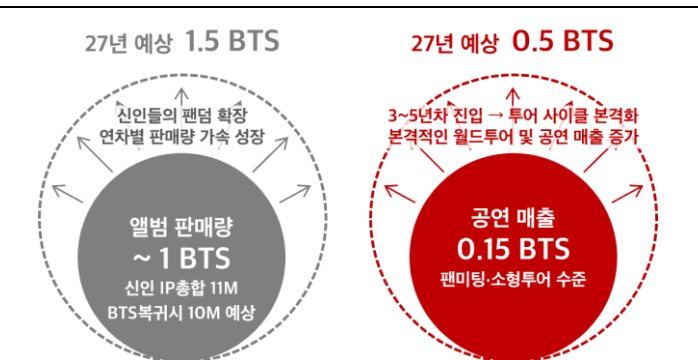 27년 예상 1.5 BTS
신인들의 팬덤 확장
연차별 판매량 가속 성장
앨범 판매량
~ 1 BTS
신인 IP총합 11M
BTS복귀시 10M 예상
27년 예상 0.5 BTS
3~5년차 진입 → 투어 사이클 본격화
본격적인 월드투어 및 공연 매출 증가
공연 매출
0.15 BTS
팬미팅·소형투어 수준